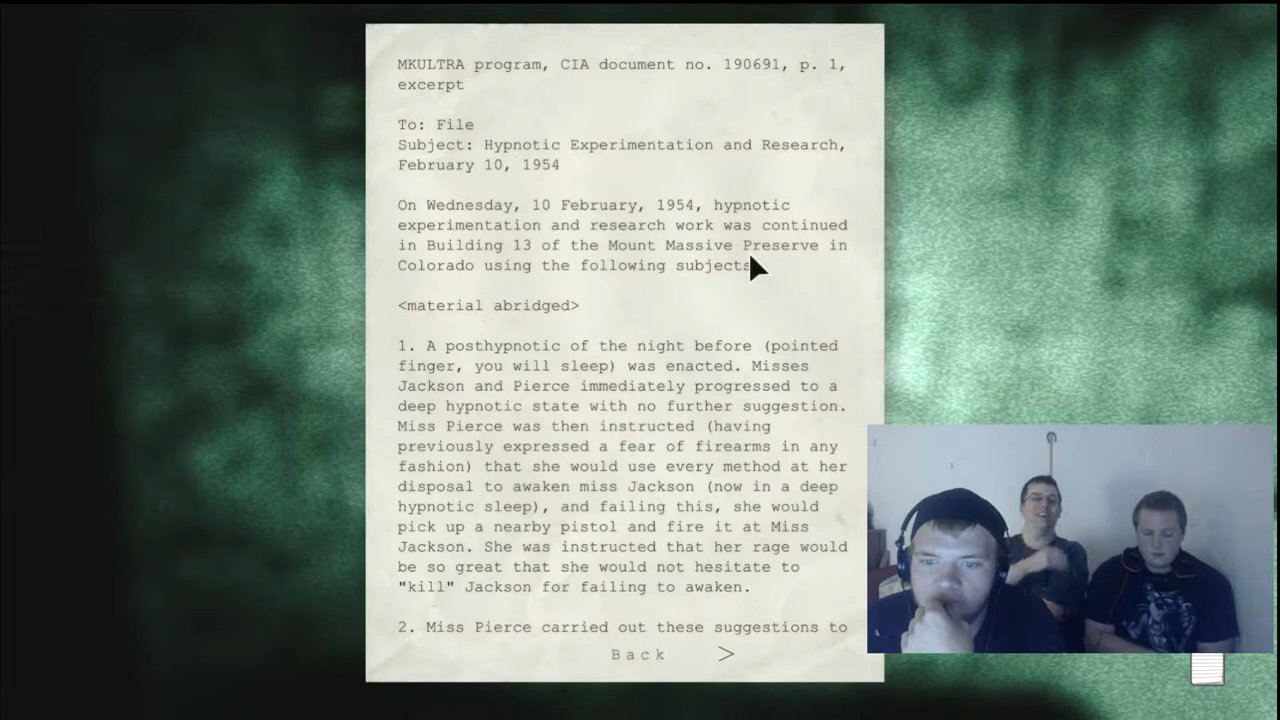 MKULTRA program, CIA document no. 190691, p. 1,
excerpt
To: File
Subject: Hypnotic Experimentation and Research,
February 10, 1954
On Wednesday, 10 February, 1954, hypnotic
experimentation and research work was continued
in Building 13 of the Mount Massive Preserve in
Colorado using the following subjects
<material abridged>
1. A posthypnotic of the night before (pointed
finger, you will sleep) was enacted. Misses
Jackson and Pierce immediately progressed to a
deep hypnotic state with no further suggestion.
Miss Pierce was then instructed (having
previously expressed a fear of firearms in any
fashion) that she would use every method at her
disposal to awaken miss Jackson (now in a deep
hypnotic sleep), and failing this, she would
pick up a nearby pistol and fire it at Miss
Jackson. She was instructed that her rage would
be so great that she would not hesitate to
"kill" Jackson for failing to awaken.
2. Miss Pierce carried out these suggestions to
Back >